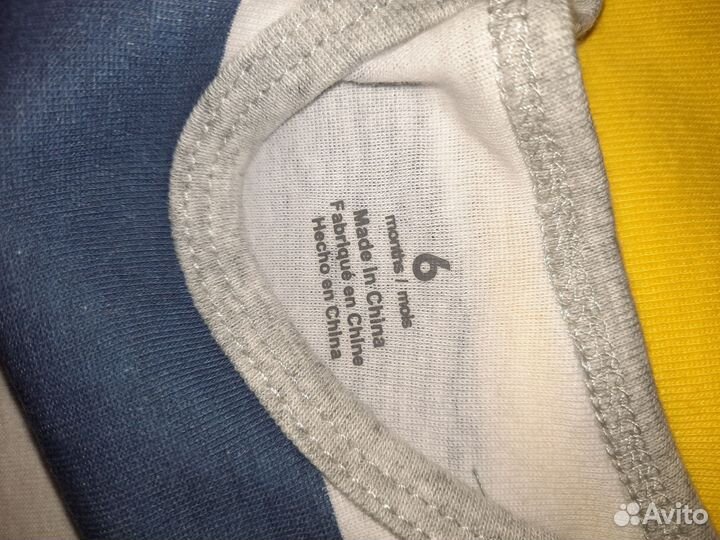 6
months / mois
Made in China
Fabriqué en Chine
Hecho en China
Avito